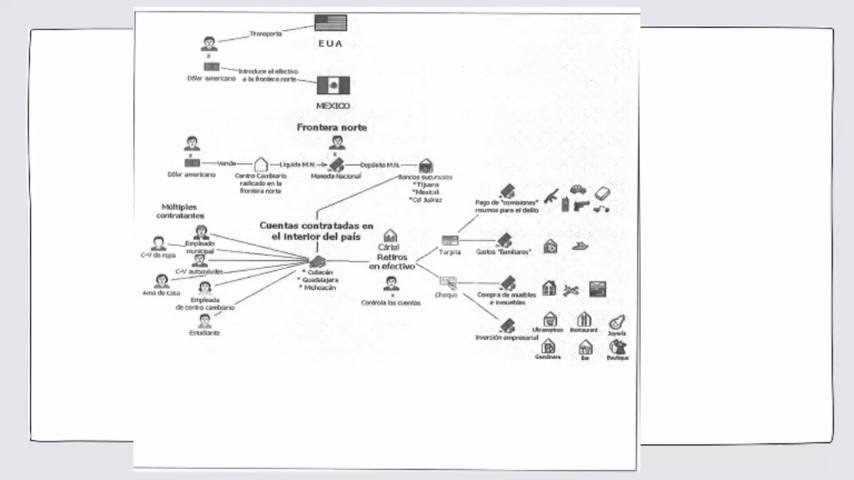 Transporta
EUA
x
Dólar americano
Introduce el efectivo
a la frontera norte
MEXICO
Frontera norte
x
Dólar americano
Vende
Centro Cambiario
radicado en la
frontera norte
Liquida M.N.
x
Moneda Nacional
Depósito M.N.
Bancos sucursales
*Tijuana
*Mexicali
*Cd Juárez
Múltiples
contratantes
Empleado
municipal
C-V de ropa
C-V automóviles
Ama de casa
Empleada
de centro cambiario
Estudiante
Cuentas contratadas en
el interior del país
* Culiacán
* Guadalajara
* Michoacán
Cártel
Retiros
en efectivo
x
Controla las cuentas
Tarjeta
Cheque
Pago de "comisiones"
insumos para el delito
Gastos "familiares"
Compra de muebles
e inmuebles
Inversión empresarial
Ultramarinos
Restaurant
Joyería
Gasolinera
Bar
Boutique